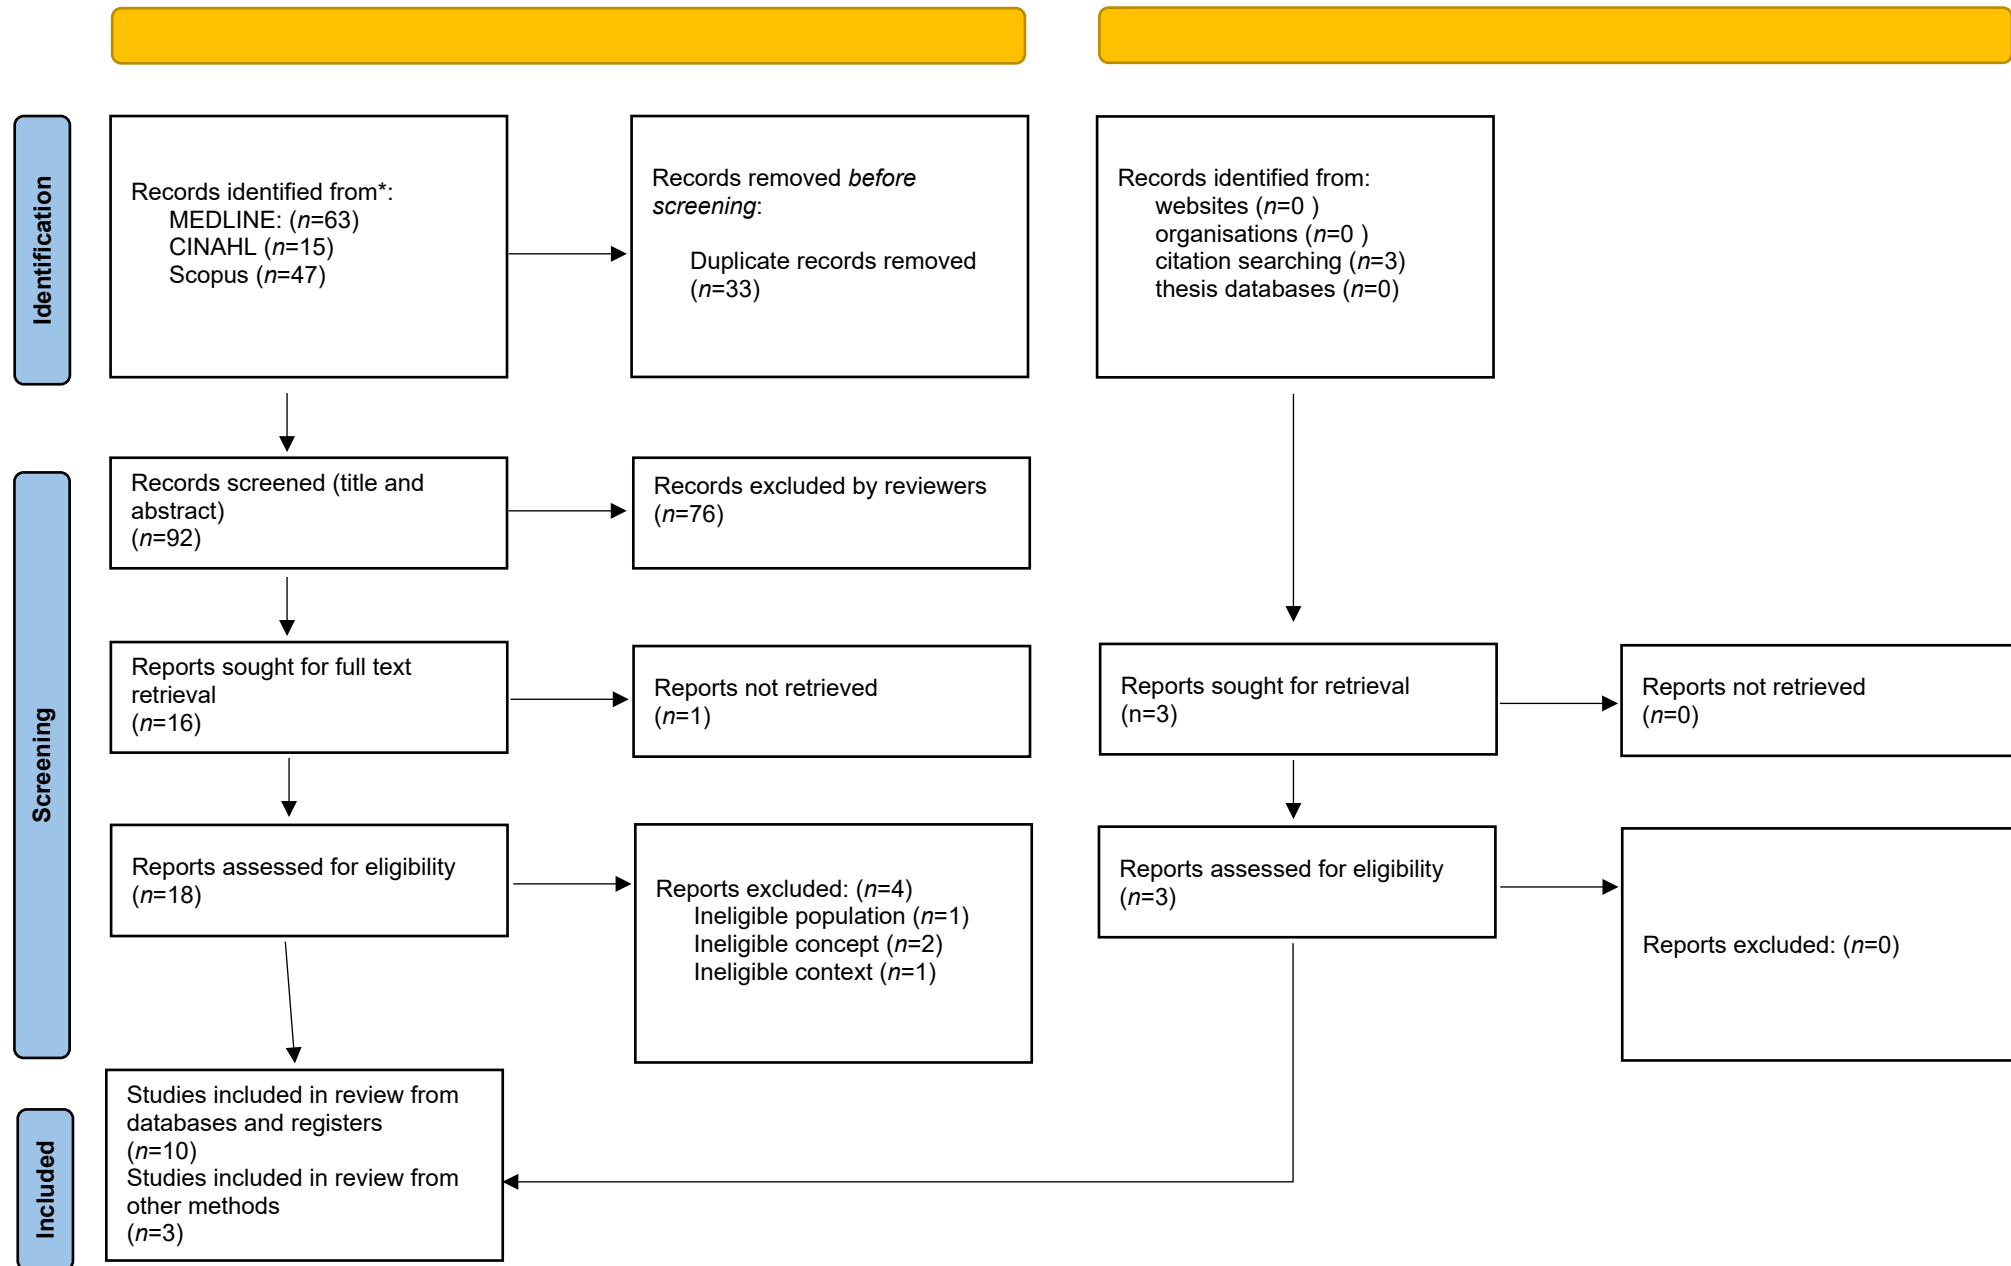 Identification
Records identified from*:
MEDLINE: (n=63)
CINAHL (n=15)
Scopus (n=47)
Records removed before
screening:
Duplicate records removed
(n=33)
Records identified from:
websites (n=0 )
organisations (n=0 )
citation searching (n=3)
thesis databases (n=0)
Screening
Records screened (title and
abstract)
(n=92)
Records excluded by reviewers
(n=76)
Reports sought for full text
retrieval
(n=16)
Reports not retrieved
(n=1)
Reports sought for retrieval
(n=3)
Reports not retrieved
(n=0)
Reports assessed for eligibility
(n=18)
Reports excluded: (n=4)
Ineligible population (n=1)
Ineligible concept (n=2)
Ineligible context (n=1)
Reports assessed for eligibility
(n=3)
Reports excluded: (n=0)
Included
Studies included in review from
databases and registers
(n=10)
Studies included in review from
other methods
(n=3)